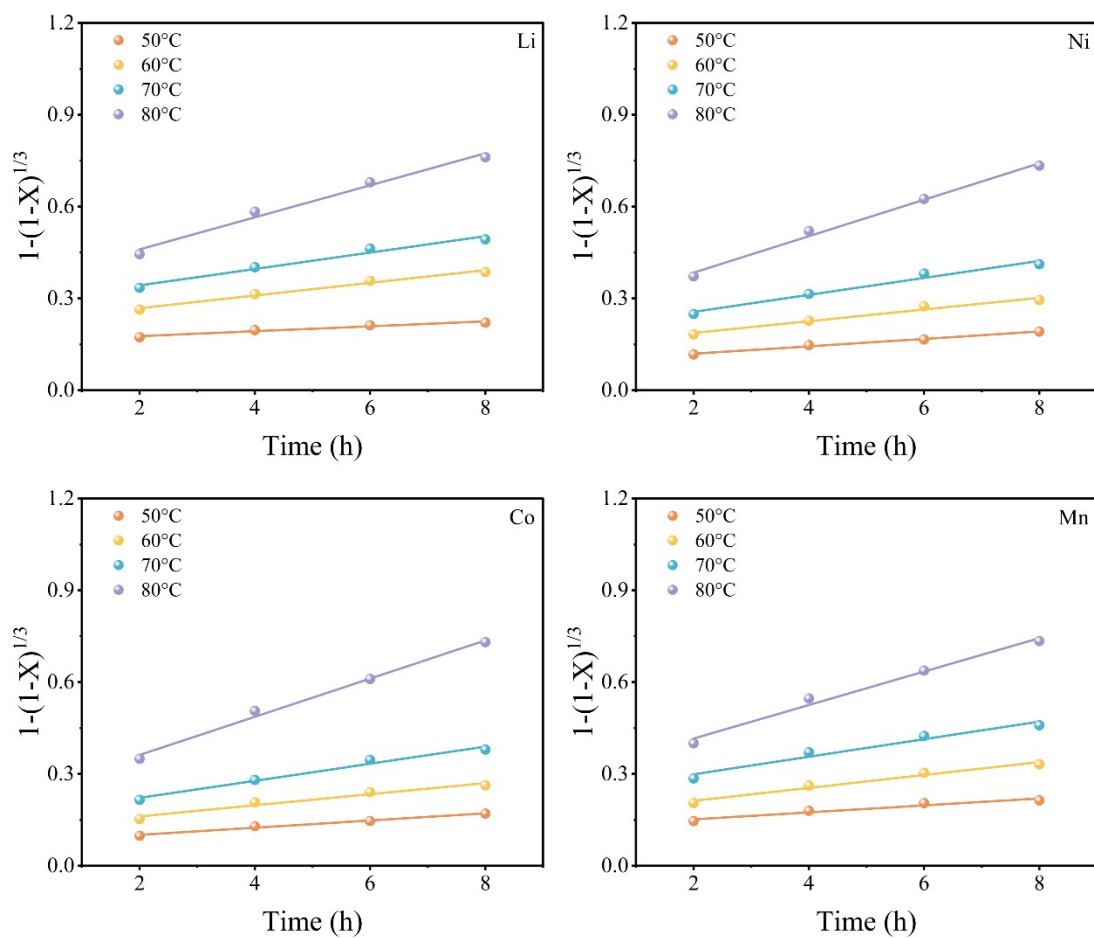 1.2
50°C
Li
60°C
0.9
70°C
80°C
0.6
0.3
0.0
2 4 6 8
Time (h)
1-(1-X)^1/3
1.2
50°C
Ni
60°C
0.9
70°C
80°C
0.6
0.3
0.0
2 4 6 8
Time (h)
1-(1-X)^1/3
1.2
50°C
Co
60°C
0.9
70°C
80°C
0.6
0.3
0.0
2 4 6 8
Time (h)
1-(1-X)^1/3
1.2
50°C
Mn
60°C
0.9
70°C
80°C
0.6
0.3
0.0
2 4 6 8
Time (h)
1-(1-X)^1/3